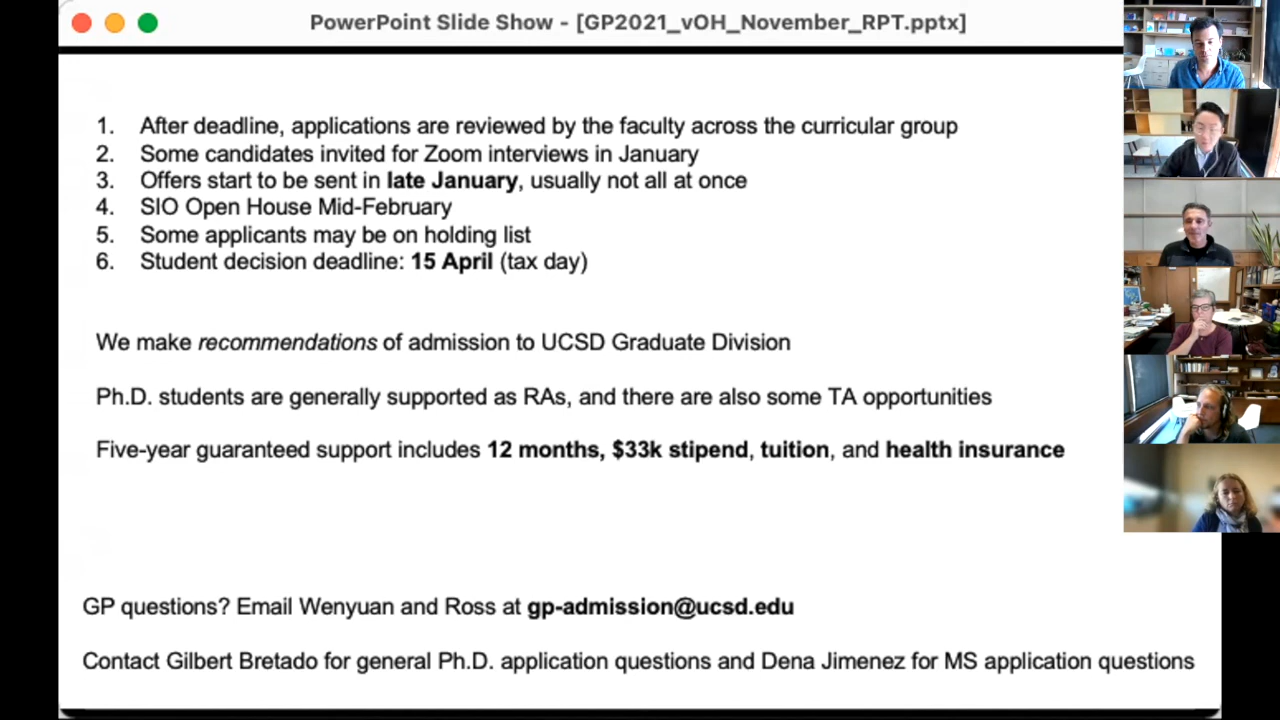 PowerPoint Slide Show - [GP2021_vOH_November_RPT.pptx]
1. After deadline, applications are reviewed by the faculty across the curricular group
2. Some candidates invited for Zoom interviews in January
3. Offers start to be sent in late January, usually not all at once
4. SIO Open House Mid-February
5. Some applicants may be on holding list
6. Student decision deadline: 15 April (tax day)
We make recommendations of admission to UCSD Graduate Division
Ph.D. students are generally supported as RAs, and there are also some TA opportunities
Five-year guaranteed support includes 12 months, $33k stipend, tuition, and health insurance
GP questions? Email Wenyuan and Ross at gp-admission@ucsd.edu
Contact Gilbert Bretado for general Ph.D. application questions and Dena Jimenez for MS application questions